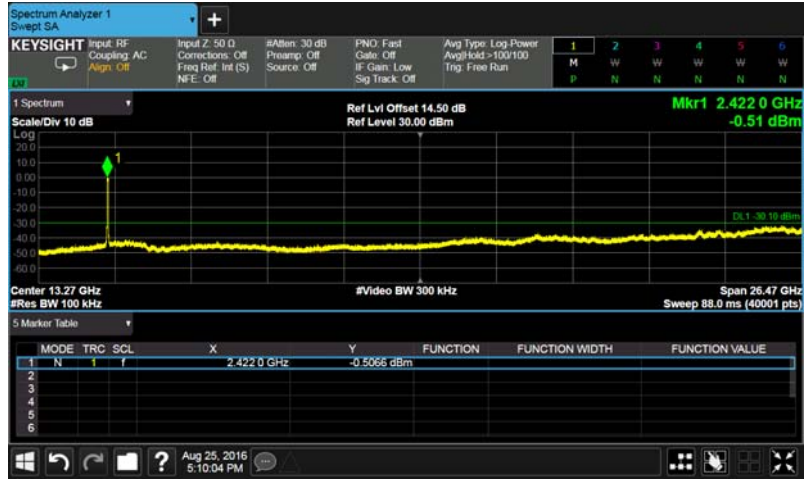 Spectrum Analyzer 1
Swept SA
+
KEYSIGHT Input: RF Input Z: 50 Ω #Atten: 30 dB PNO: Fast Avg Type: Log-Power 1 2 3 4 5 6
Coupling: AC Corrections: Off Preamp: Off Gate: Off Avg|Hold:>100/100 M W W W W W
Align: Off Freq Ref: Int (S) Source: Off IF Gain: Low Trig: Free Run
NFE: Off Sig Track: Off P N N N N N
LXI
1 Spectrum Ref Lvl Offset 14.50 dB Mkr1 2.422 0 GHz
Scale/Div 10 dB Ref Level 30.00 dBm -0.51 dBm
Log
20.0
10.0 1
0.00
-10.0
-20.0
-30.0 DL1 -30.10 dBm
-40.0
-50.0
-60.0
Center 13.27 GHz #Video BW 300 kHz Span 26.47 GHz
#Res BW 100 kHz Sweep 88.0 ms (40001 pts)
5 Marker Table
MODE TRC SCL X Y FUNCTION FUNCTION WIDTH FUNCTION VALUE
1 N 1 f 2.422 0 GHz -0.5066 dBm
2
3
4
5
6
? Aug 25, 2016
5:10:04 PM